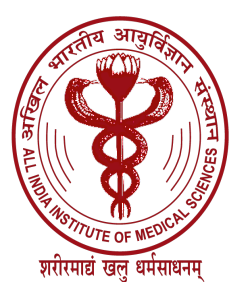 अखिल भारतीय आयुर्विज्ञान संस्थान
ALL INDIA INSTITUTE OF MEDICAL SCIENCES
शरीरमाद्यं खलु धर्मसाधनम्